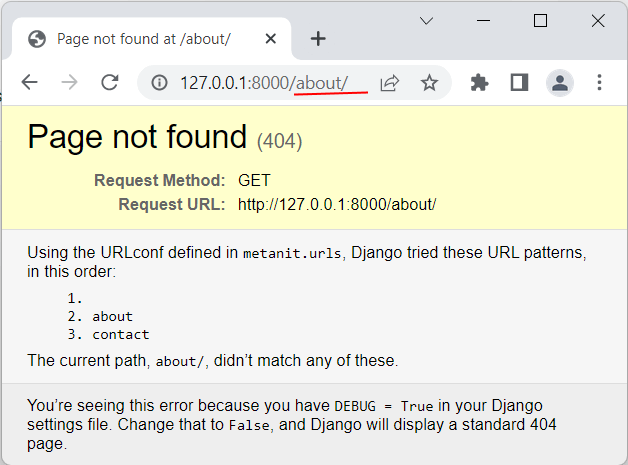 Page not found at /about/
127.0.0.1:8000/about/
Page not found (404)
Request Method: GET
Request URL: http://127.0.0.1:8000/about/
Using the URLconf defined in metanit.urls, Django tried these URL patterns,
in this order:
1.
2. about
3. contact
The current path, about/, didn’t match any of these.
You’re seeing this error because you have DEBUG = True in your Django
settings file. Change that to False, and Django will display a standard 404
page.